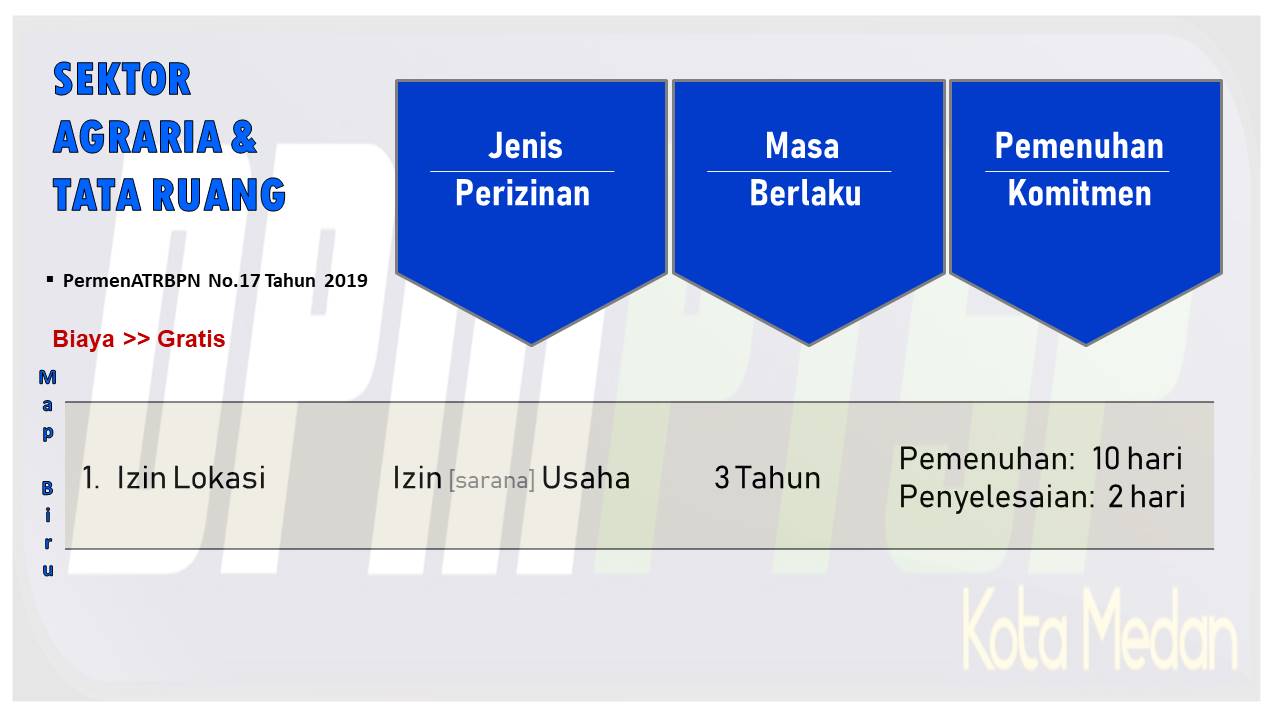 SEKTOR
AGRARIA &
TATA RUANG
▪ PermenATRBPN No.17 Tahun 2019
Biaya >> Gratis
Jenis
Perizinan
Masa
Berlaku
Pemenuhan
Komitmen
Map Biru
1. Izin Lokasi
Izin [sarana] Usaha
3 Tahun
Pemenuhan: 10 hari
Penyelesaian: 2 hari
DPMPTSP
Kota Medan